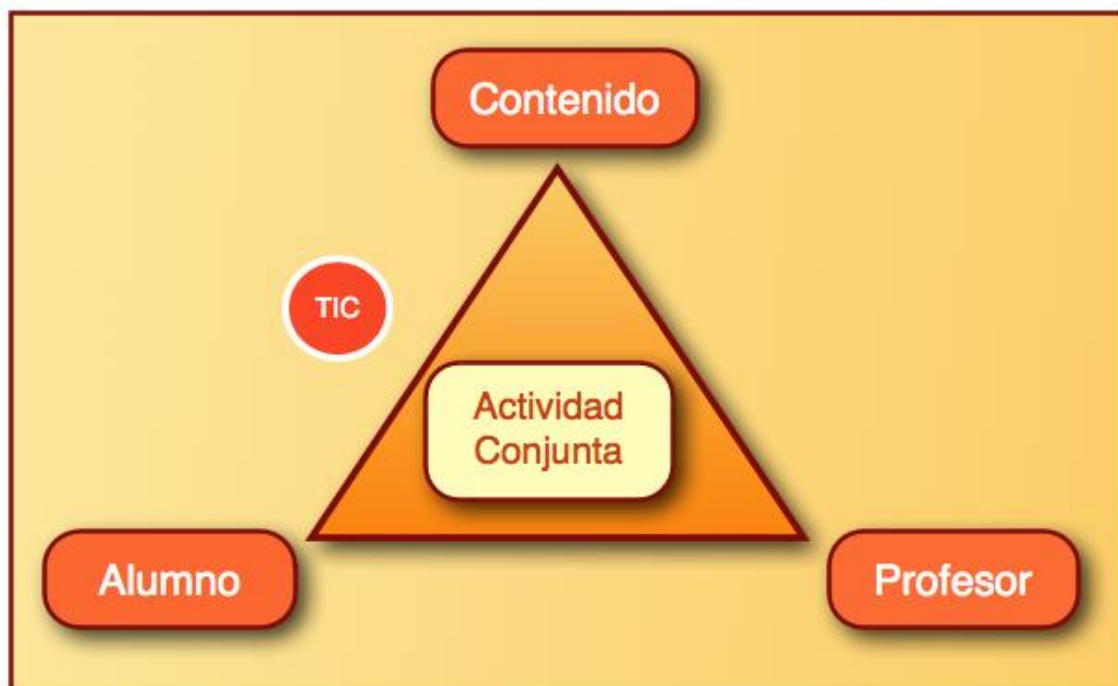 Contenido
TIC
Actividad
Conjunta
Alumno
Profesor